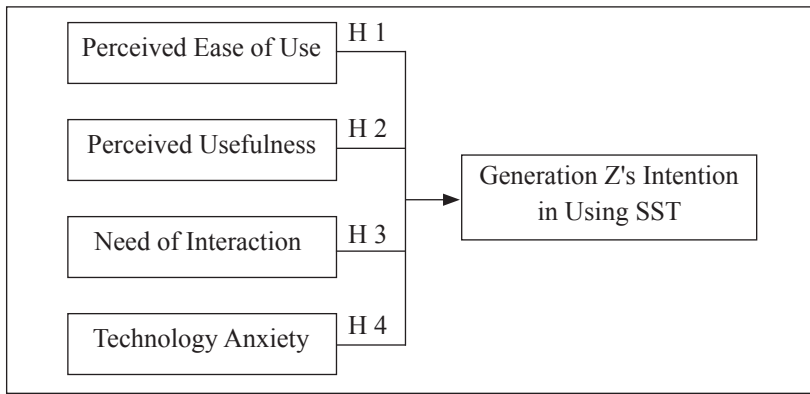 Perceived Ease of Use
H 1
Perceived Usefulness
H 2
Need of Interaction
H 3
Technology Anxiety
H 4
Generation Z's Intention
in Using SST